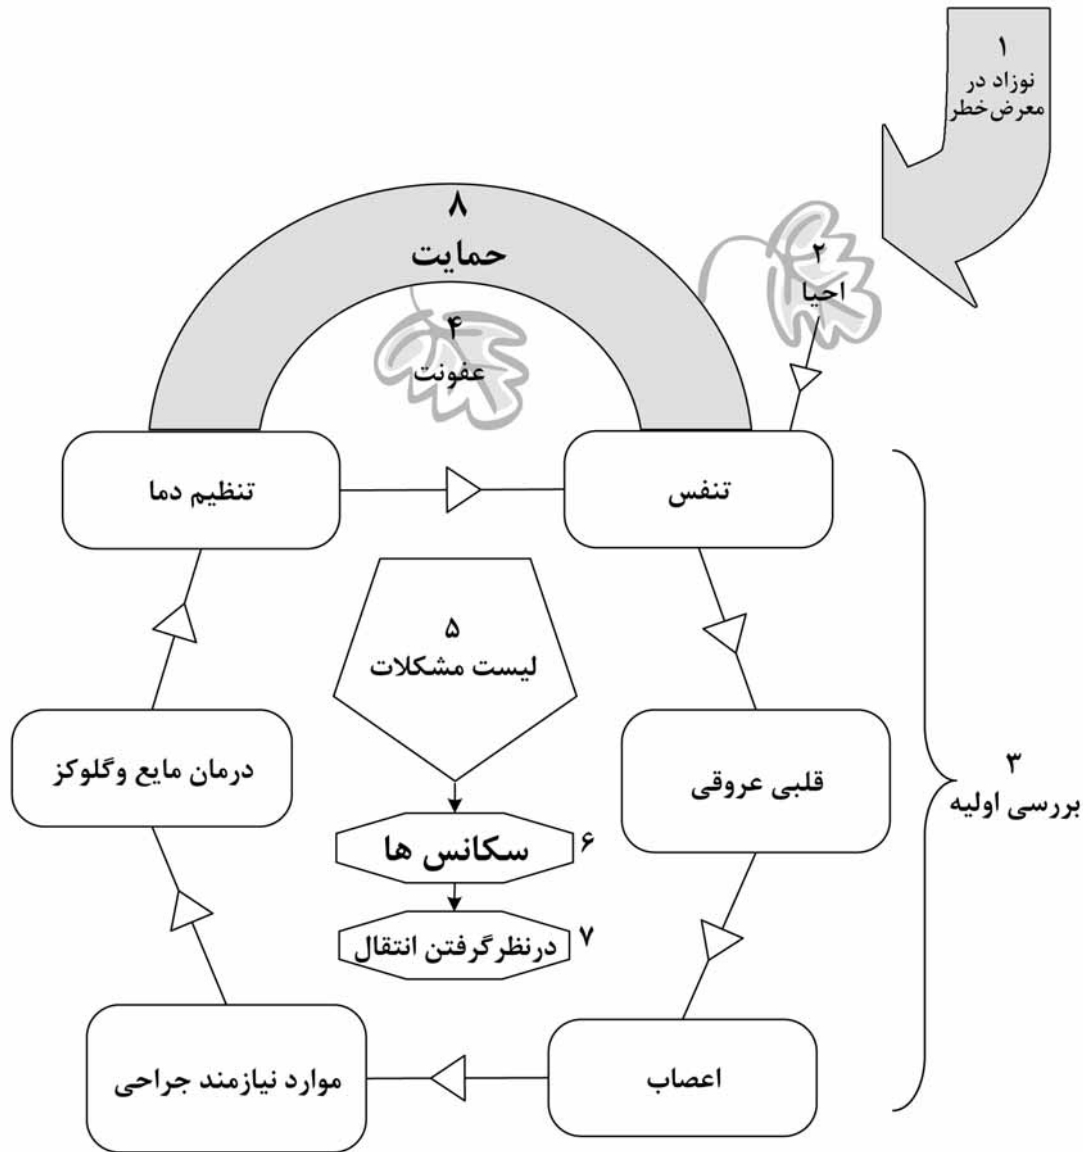 ۱
نوزاد در
معرض خطر
۲
احیا
۸
حمایت
۴
عفونت
تنفس
تنظیم دما
۵
لیست مشکلات
۳
بررسی اولیه
قلبی عروقی
درمان مایع وگلوکز
سکانس ها
۶
درنظرگرفتن انتقال
۷
اعصاب
موارد نیازمند جراحی